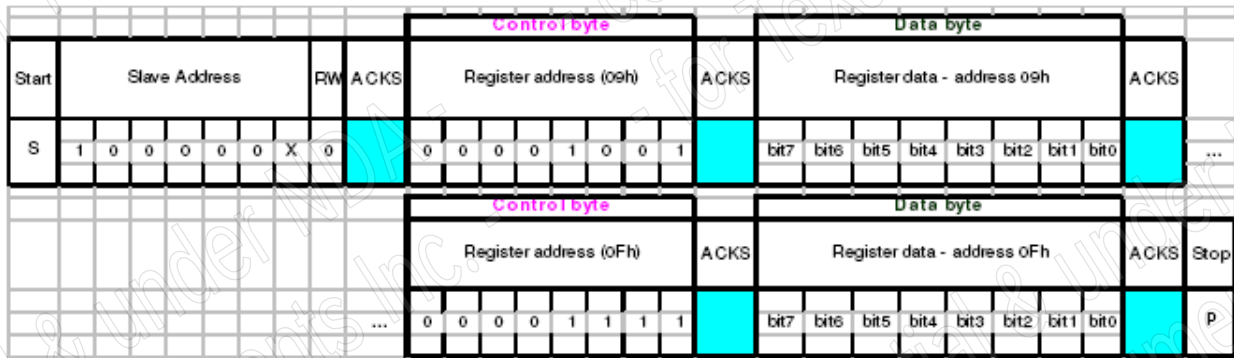 Control byte Data byte
Start Slave Address RW ACKS Register address (09h) ACKS Register data - address 09h ACKS
S 1 0 0 0 0 0 X 0 0 0 0 0 1 0 0 1 bit7 bit6 bit5 bit4 bit3 bit2 bit1 bit0 ...
Control byte Data byte
Register address (0Fh) ACKS Register data - address 0Fh ACKS Stop
... 0 0 0 0 1 1 1 1 bit7 bit6 bit5 bit4 bit3 bit2 bit1 bit0 P